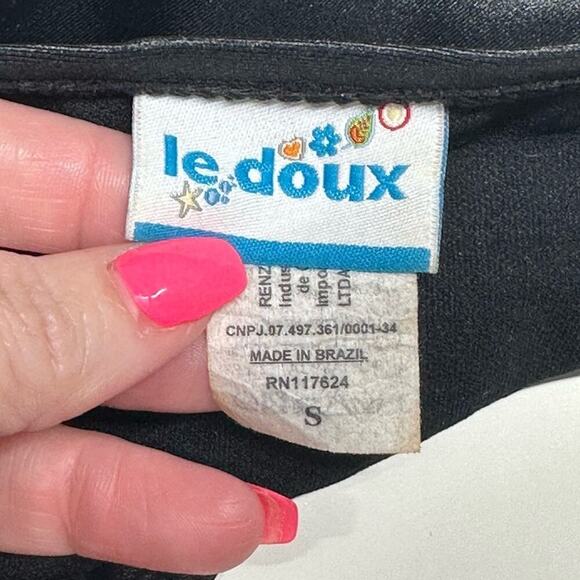 le doux
RENZ
Indus
de
Impo
LTDA
CNPJ.07.497.361/0001-34
MADE IN BRAZIL
RN117624
S